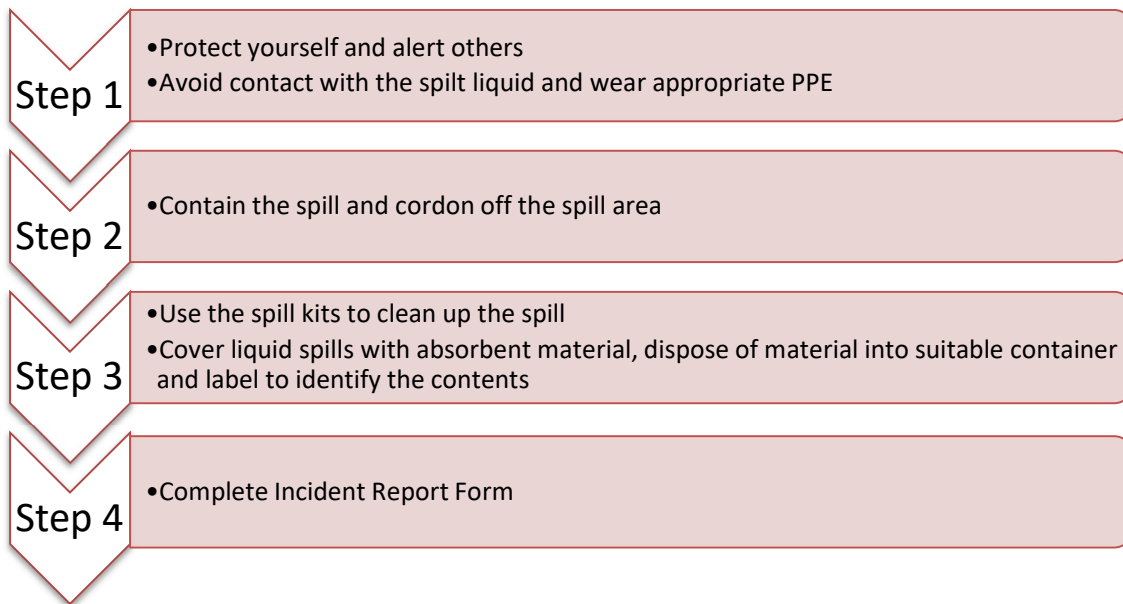 Step 1
•Protect yourself and alert others
•Avoid contact with the spilt liquid and wear appropriate PPE
Step 2
•Contain the spill and cordon off the spill area
Step 3
•Use the spill kits to clean up the spill
•Cover liquid spills with absorbent material, dispose of material into suitable container
and label to identify the contents
Step 4
•Complete Incident Report Form